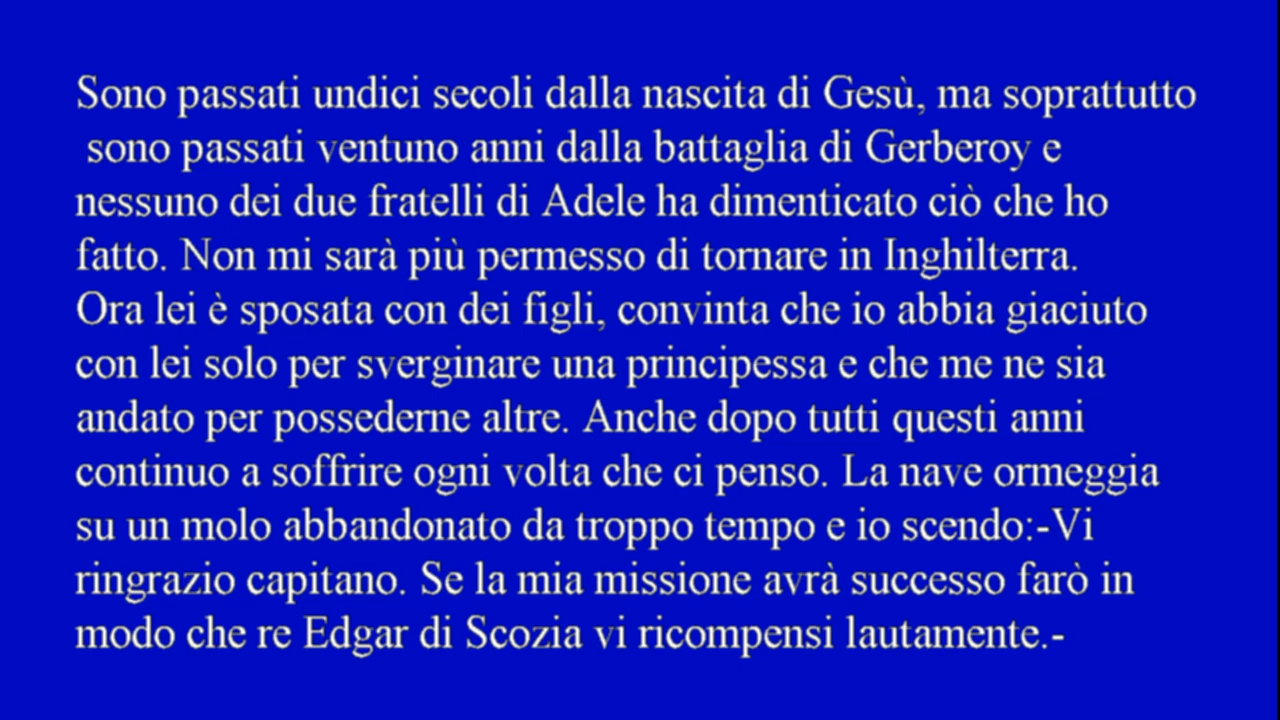 Sono passati undici secoli dalla nascita di Gesù, ma soprattutto
sono passati ventuno anni dalla battaglia di Gerberoy e
nessuno dei due fratelli di Adele ha dimenticato ciò che ho
fatto. Non mi sarà più permesso di tornare in Inghilterra.
Ora lei è sposata con dei figli, convinta che io abbia giaciuto
con lei solo per sverginare una principessa e che me ne sia
andato per possederne altre. Anche dopo tutti questi anni
continuo a soffrire ogni volta che ci penso. La nave ormeggia
su un molo abbandonato da troppo tempo e io scendo:-Vi
ringrazio capitano. Se la mia missione avrà successo farò in
modo che re Edgar di Scozia vi ricompensi lautamente.-